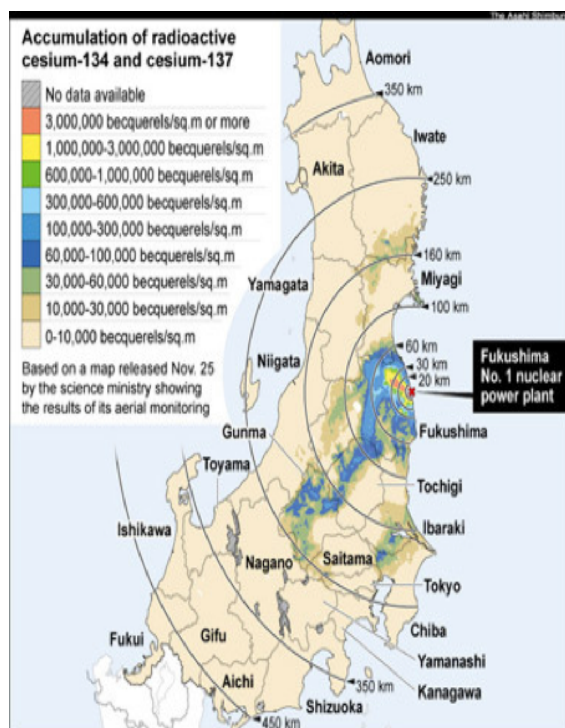 The Asahi Shimbun
Accumulation of radioactive
cesium-134 and cesium-137
No data available
3,000,000 becquerels/sq.m or more
1,000,000-3,000,000 becquerels/sq.m
600,000-1,000,000 becquerels/sq.m
300,000-600,000 becquerels/sq.m
100,000-300,000 becquerels/sq.m
60,000-100,000 becquerels/sq.m
30,000-60,000 becquerels/sq.m
10,000-30,000 becquerels/sq.m
0-10,000 becquerels/sq.m
Based on a map released Nov. 25
by the science ministry showing
the results of its aerial monitoring
Aomori
350 km
Iwate
Akita
250 km
160 km
Yamagata
Miyagi
100 km
Niigata
60 km
30 km
20 km
Fukushima
No. 1 nuclear
power plant
Gunma
Fukushima
Toyama
Tochigi
Ishikawa
Ibaraki
Nagano
Saitama
Tokyo
Chiba
Fukui
Gifu
Yamanashi
Aichi
350 km
Kanagawa
Shizuoka
450 km